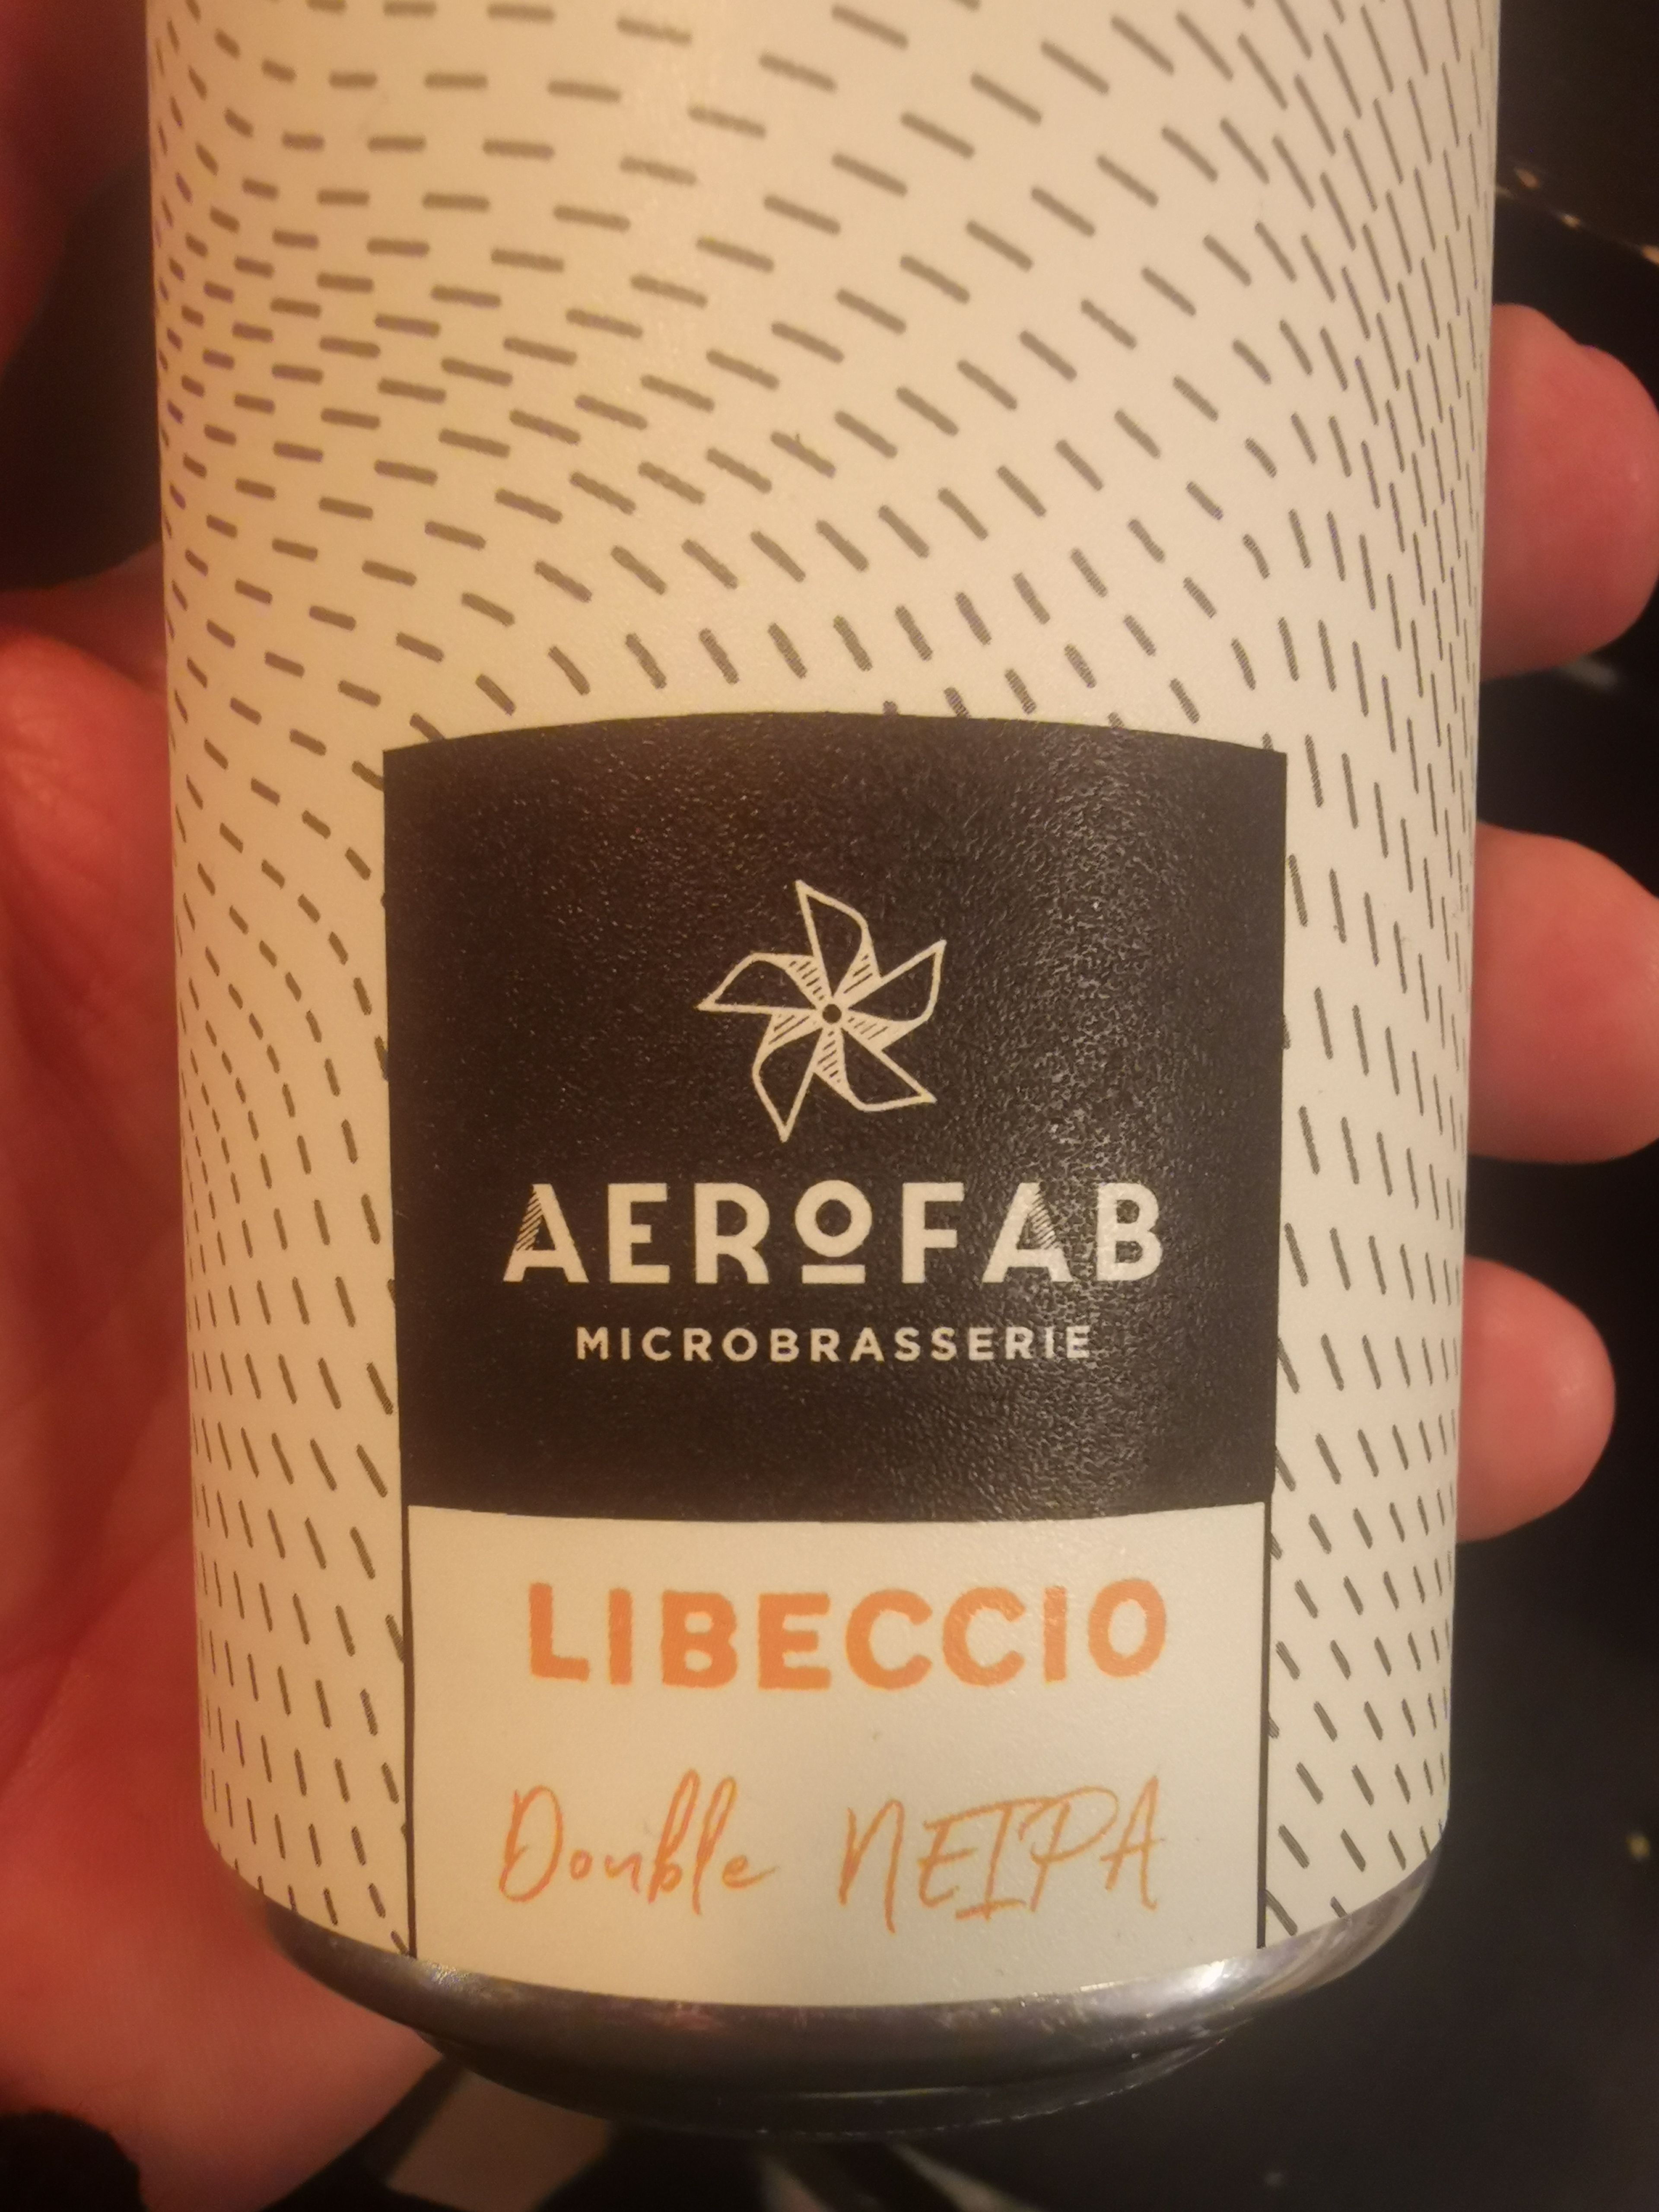 AEROFAB
MICROBRASSERIE
LIBECCIO
Double NEIPA